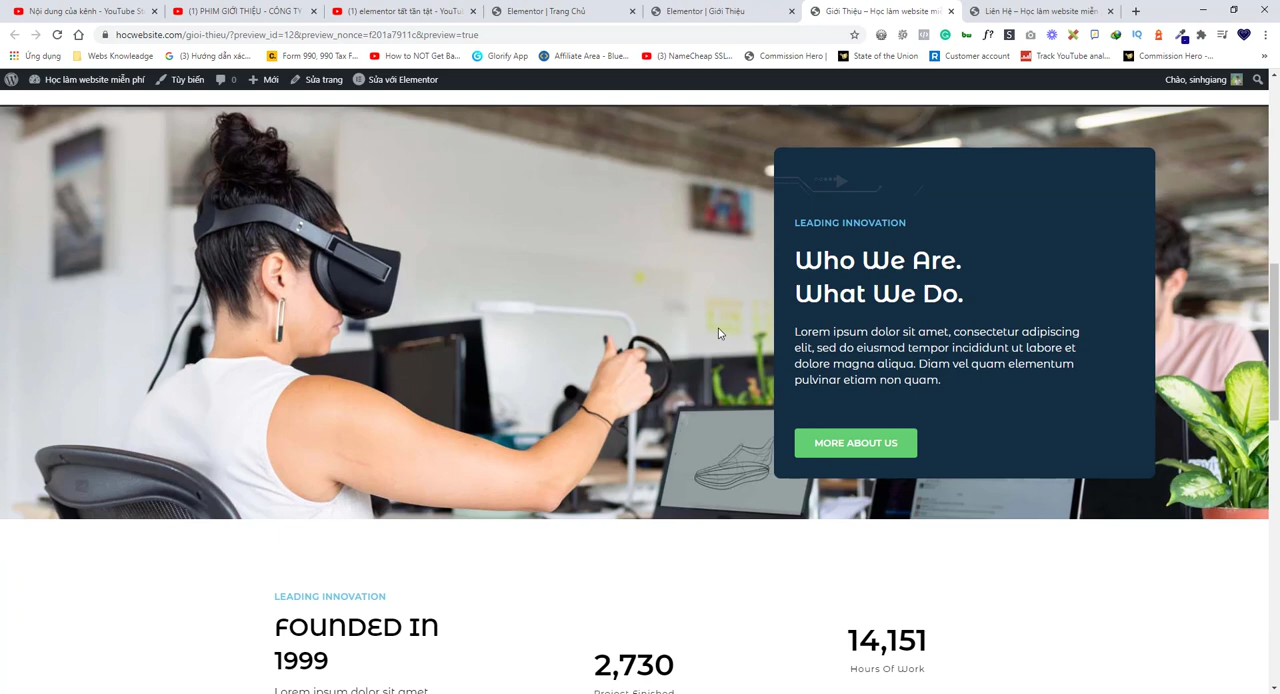 Nội dung của kênh - YouTube St
(1) PHIM GIỚI THIỆU - CÔNG TY
(1) elementor tất tần tật - YouTu
Elementor | Trang Chủ
Elementor | Giới Thiệu
Giới Thiệu – Học làm website mi
Liên Hệ – Học làm website miễn
hocwebsite.com/gioi-thieu/?preview_id=12&preview_nonce=f201a7911c&preview=true
Ứng dụng
Webs Knowleadge
(3) Hướng dẫn xác...
Form 990, 990 Tax F...
How to NOT Get Ba...
Glorify App
Affiliate Area - Blue...
(3) NameCheap SSL...
Commission Hero |
State of the Union
Customer account
Track YouTube anal...
Commission Hero -...
Học làm website miễn phí
Tùy biến
0
Mới
Sửa trang
Sửa với Elementor
Chào, sinhgiang
LEADING INNOVATION
Who We Are.
What We Do.
Lorem ipsum dolor sit amet, consectetur adipiscing
elit, sed do eiusmod tempor incididunt ut labore et
dolore magna aliqua. Diam vel quam elementum
pulvinar etiam non quam.
MORE ABOUT US
LEADING INNOVATION
FOUNDED IN
1999
Lorem ipsum dolor sit amet
2,730
Project Finished
14,151
Hours Of Work